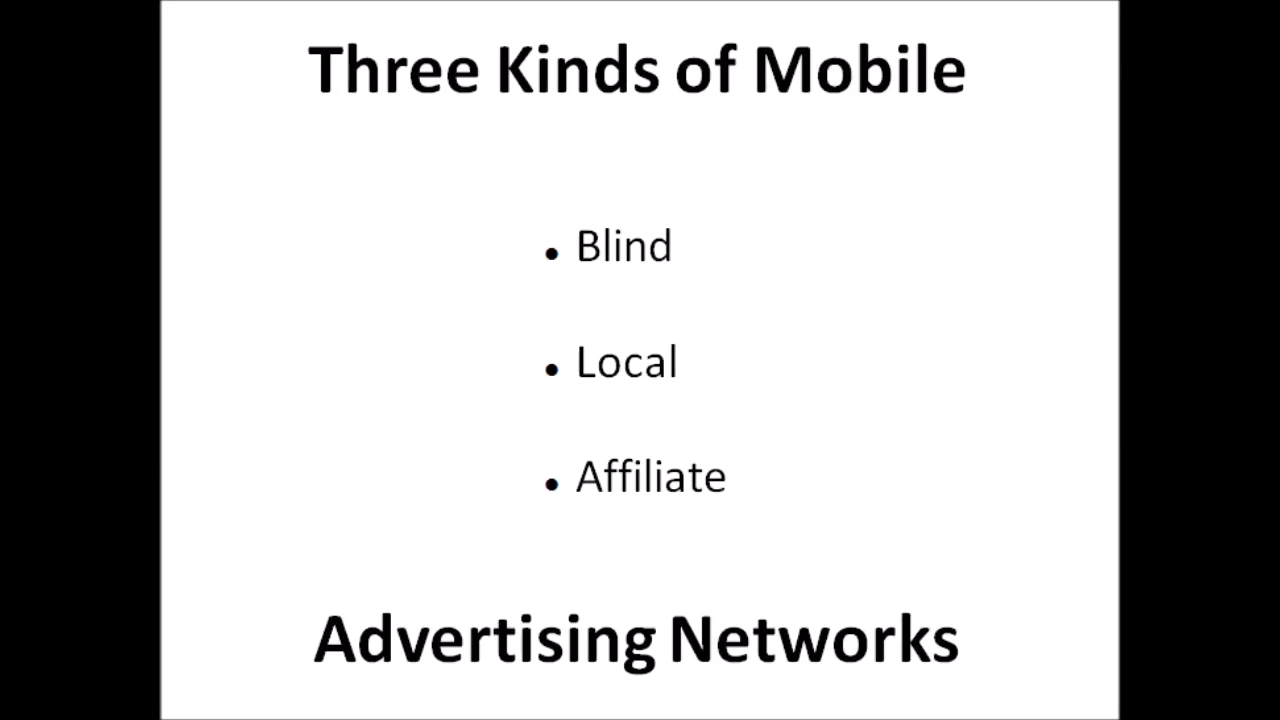 Three Kinds of Mobile
• Blind
• Local
• Affiliate
Advertising Networks